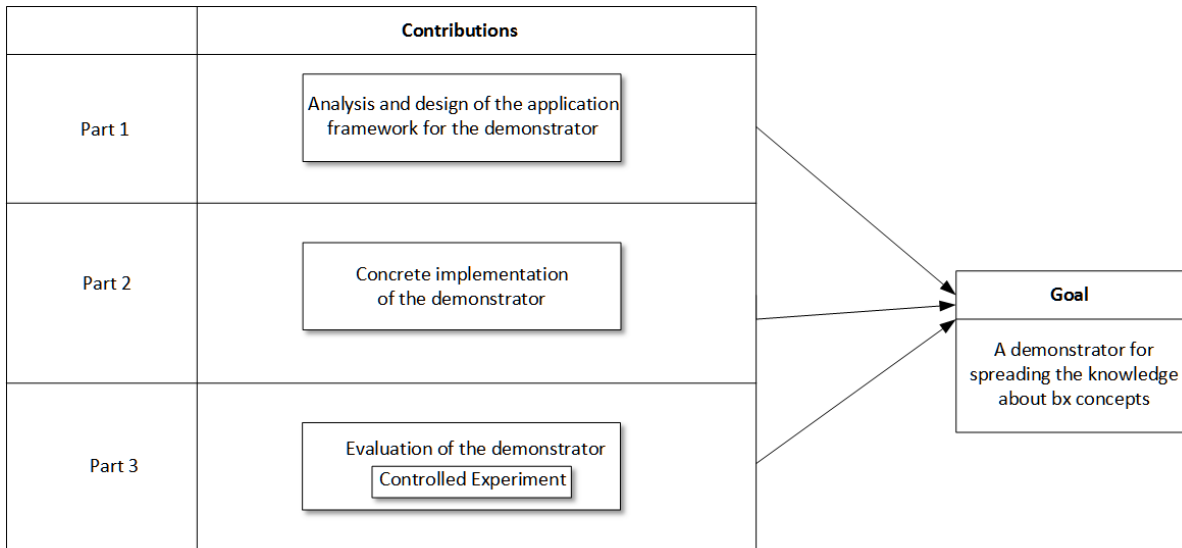 Contributions
Part 1
Analysis and design of the application
framework for the demonstrator
Part 2
Concrete implementation
of the demonstrator
Part 3
Evaluation of the demonstrator
Controlled Experiment
Goal
A demonstrator for
spreading the knowledge
about bx concepts